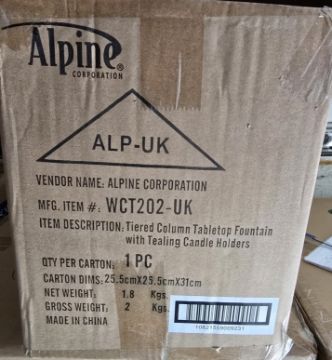 Alpine®
CORPORATION
ALP-UK
VENDOR NAME: ALPINE CORPORATION
MFG. ITEM #: WCT202-UK
ITEM DESCRIPTION: Tiered Column Tabletop Fountain
with Tealing Candle Holders
QTY PER CARTON: 1 PC
CARTON DIMS: 25.5cmX25.5cmX31cm
NET WEIGHT: 1.8 Kgs.
GROSS WEIGHT: 2 Kgs.
MADE IN CHINA